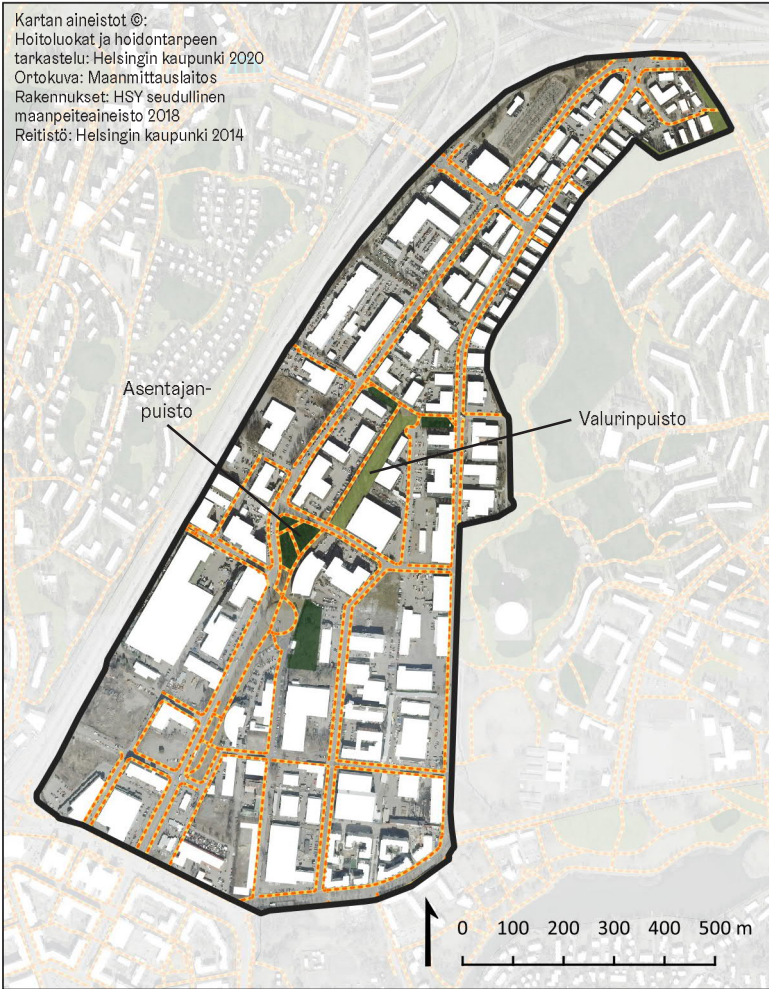 Kartan aineistot ©:
Hoitoluokat ja hoidontarpeen
tarkastelu: Helsingin kaupunki 2020
Ortokuva: Maanmittauslaitos
Rakennukset: HSY seudullinen
maanpeiteaineisto 2018
Reitistö: Helsingin kaupunki 2014
Asentajan-
puisto
Valurinpuisto
0 100 200 300 400 500 m